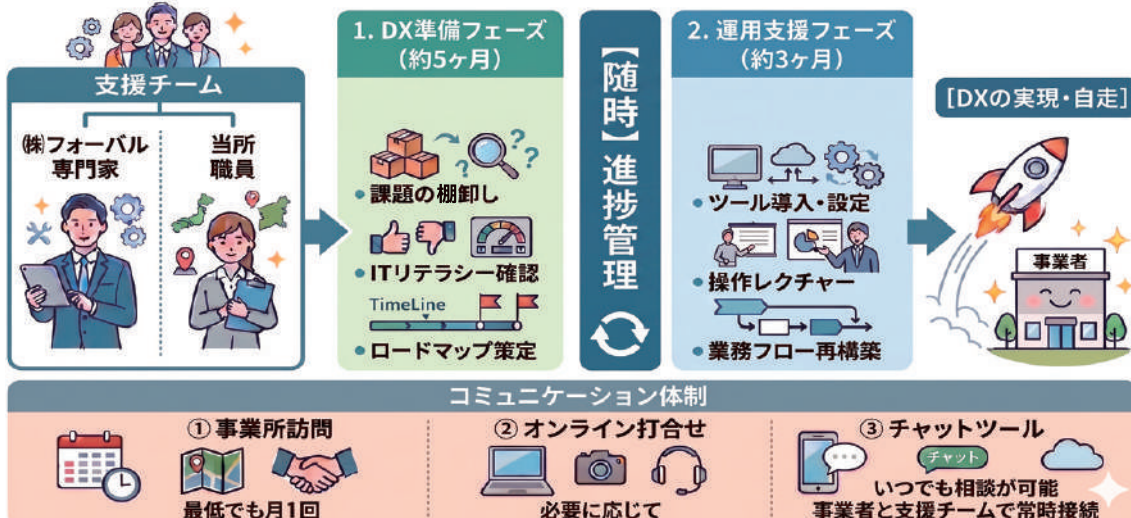 支援チーム
㈱フォーバル
専門家
当所
職員
1. DX準備フェーズ
(約5ヶ月)
課題の棚卸し
ITリテラシー確認
TimeLine
ロードマップ策定
【随時】進捗管理
2. 運用支援フェーズ
(約3ヶ月)
ツール導入・設定
操作レクチャー
業務フロー再構築
[DXの実現・自走]
事業者
コミュニケーション体制
① 事業所訪問
最低でも月1回
② オンライン打合せ
必要に応じて
③ チャットツール
チャット
いつでも相談が可能
事業者と支援チームで常時接続